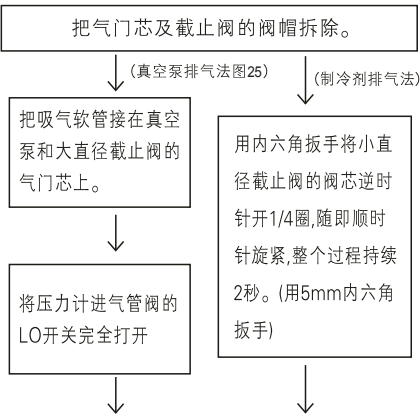 把气门芯及截止阀的阀帽拆除。
(真空泵排气法图25)
(制冷剂排气法)
把吸气软管接在真空
泵和大直径截止阀的
气门芯上。
用内六角扳手将小直
径截止阀的阀芯逆时
针开1/4圈,随即顺时
针旋紧,整个过程持续
2秒。(用5mm内六角
扳手)
将压力计进气管阀的
LO开关完全打开